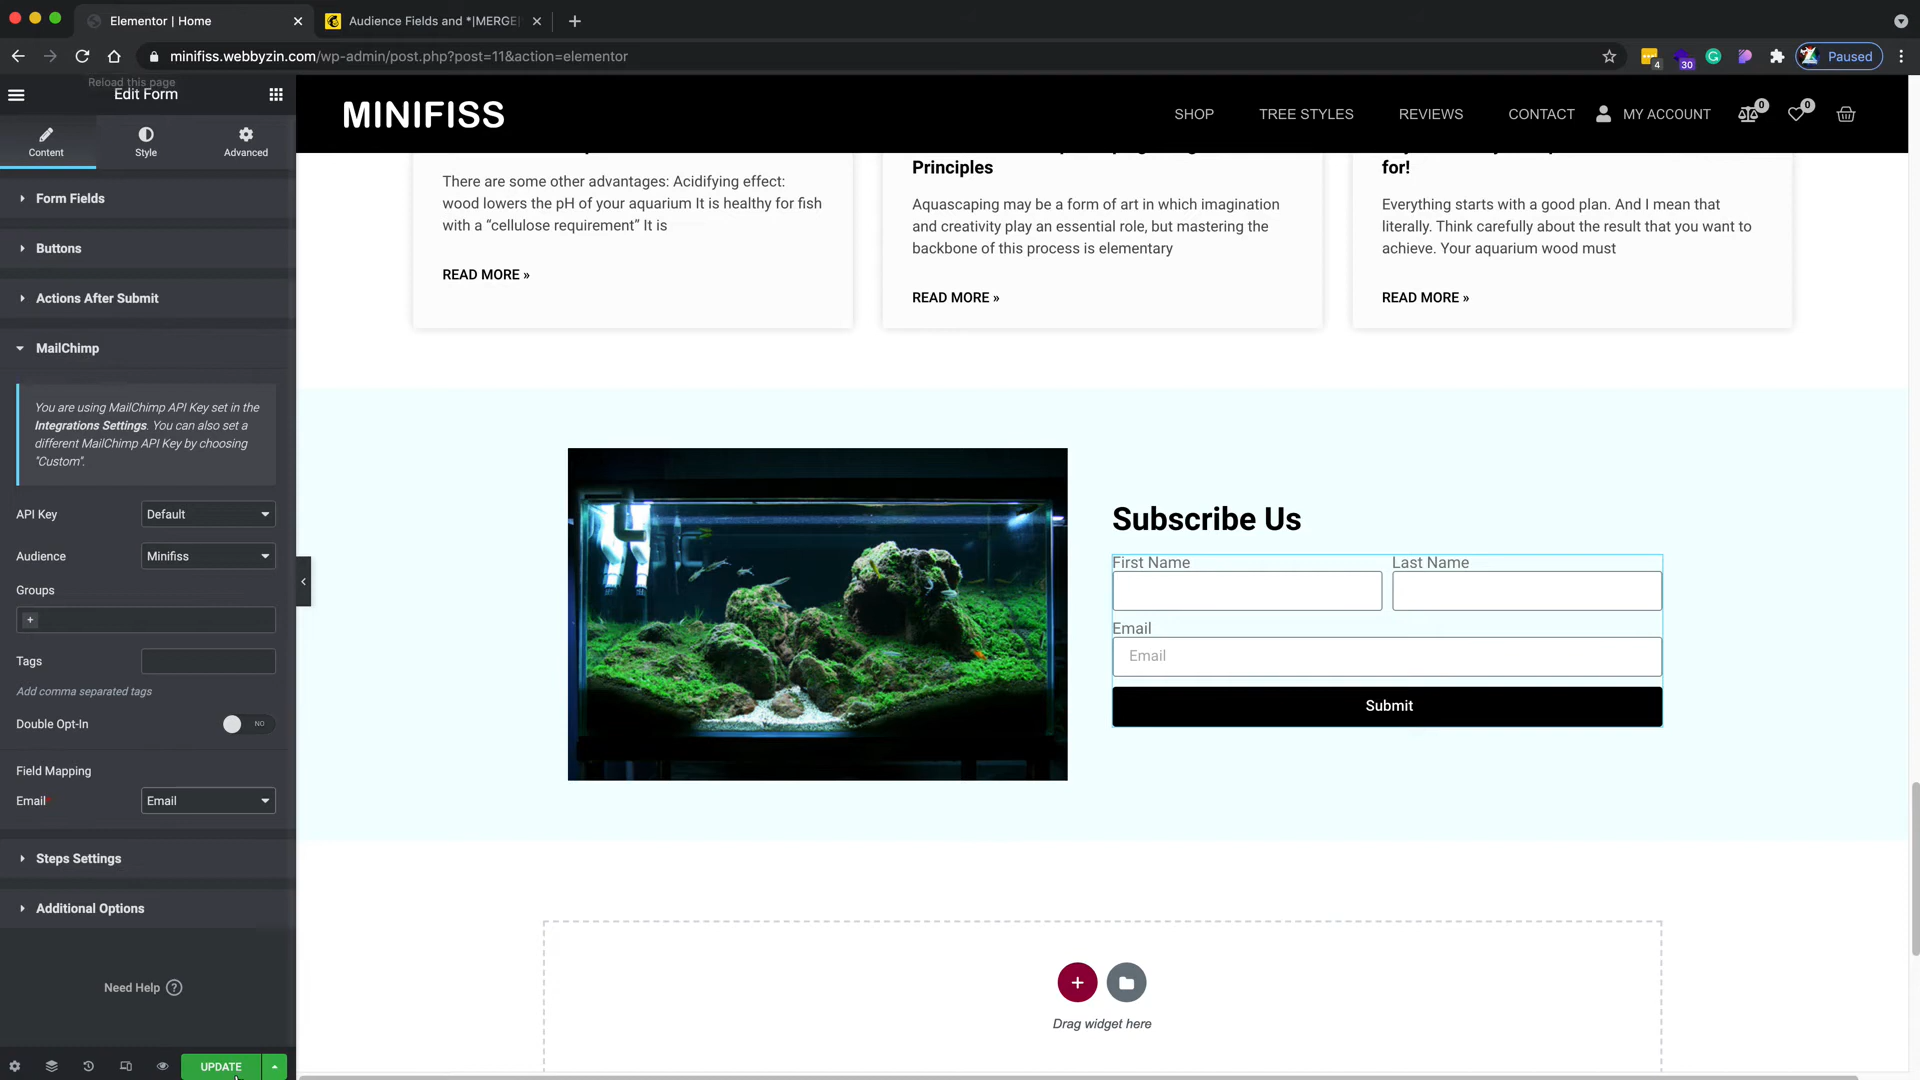 Elementor | Home
Audience Fields and *|MERGE|
minifiss.webbyzin.com/wp-admin/post.php?post=11&action=elementor
4
30
Paused
Reload this page
Edit Form
Content
Style
Advanced
Form Fields
Buttons
Actions After Submit
MailChimp
You are using MailChimp API Key set in the
Integrations Settings. You can also set a
different MailChimp API Key by choosing
"Custom".
API Key
Default
Audience
Minifiss
Groups
+
Tags
Add comma separated tags
Double Opt-In
NO
Field Mapping
Email*
Email
Steps Settings
Additional Options
Need Help ?
UPDATE
MINIFISS
SHOP
TREE STYLES
REVIEWS
CONTACT
MY ACCOUNT
0
0
There are some other advantages: Acidifying effect:
wood lowers the pH of your aquarium It is healthy for fish
with a “cellulose requirement” It is
READ MORE »
Principles
Aquascaping may be a form of art in which imagination
and creativity play an essential role, but mastering the
backbone of this process is elementary
READ MORE »
for!
Everything starts with a good plan. And I mean that
literally. Think carefully about the result that you want to
achieve. Your aquarium wood must
READ MORE »
Subscribe Us
First Name
Last Name
Email
Email
Submit
Drag widget here